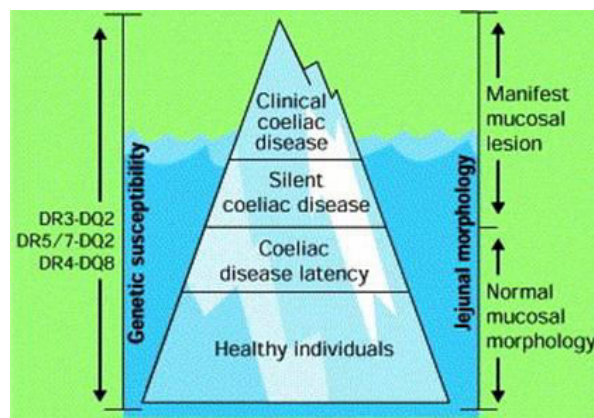 Clinical
coeliac
disease
Silent
coeliac disease
Coeliac
disease latency
Healthy individuals
Genetic susceptibility
DR3-DQ2
DR5/7-DQ2
DR4-DQ8
Jejunal morphology
Manifest
mucosal
lesion
Normal
mucosal
morphology